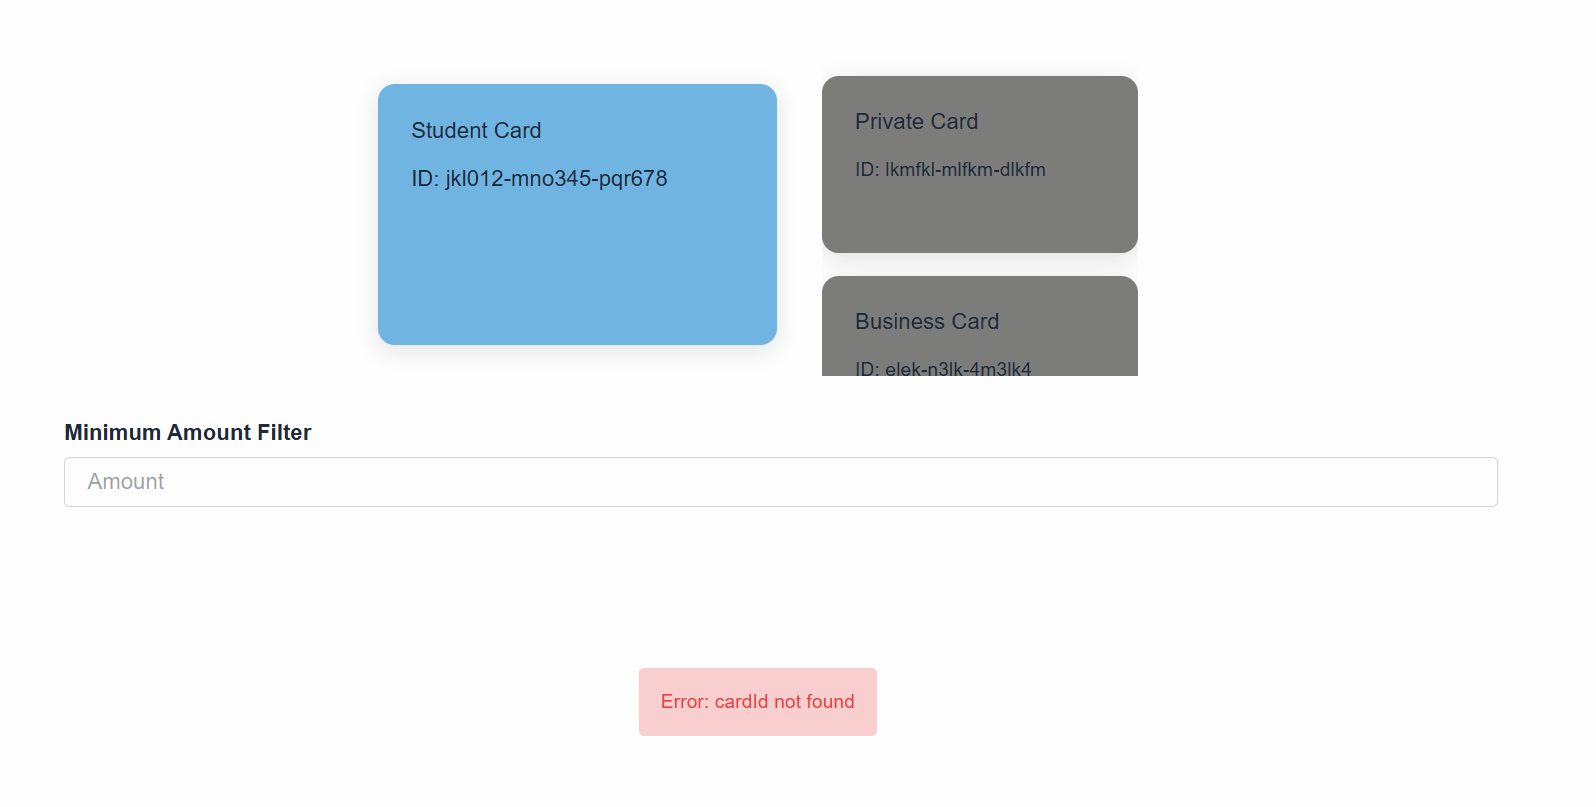 Student Card
ID: jkl012-mno345-pqr678
Private Card
ID: lkmfkl-mlfkm-dlkfm
Business Card
ID: elek-n3lk-4m3lk4
Minimum Amount Filter
Amount
Error: cardId not found